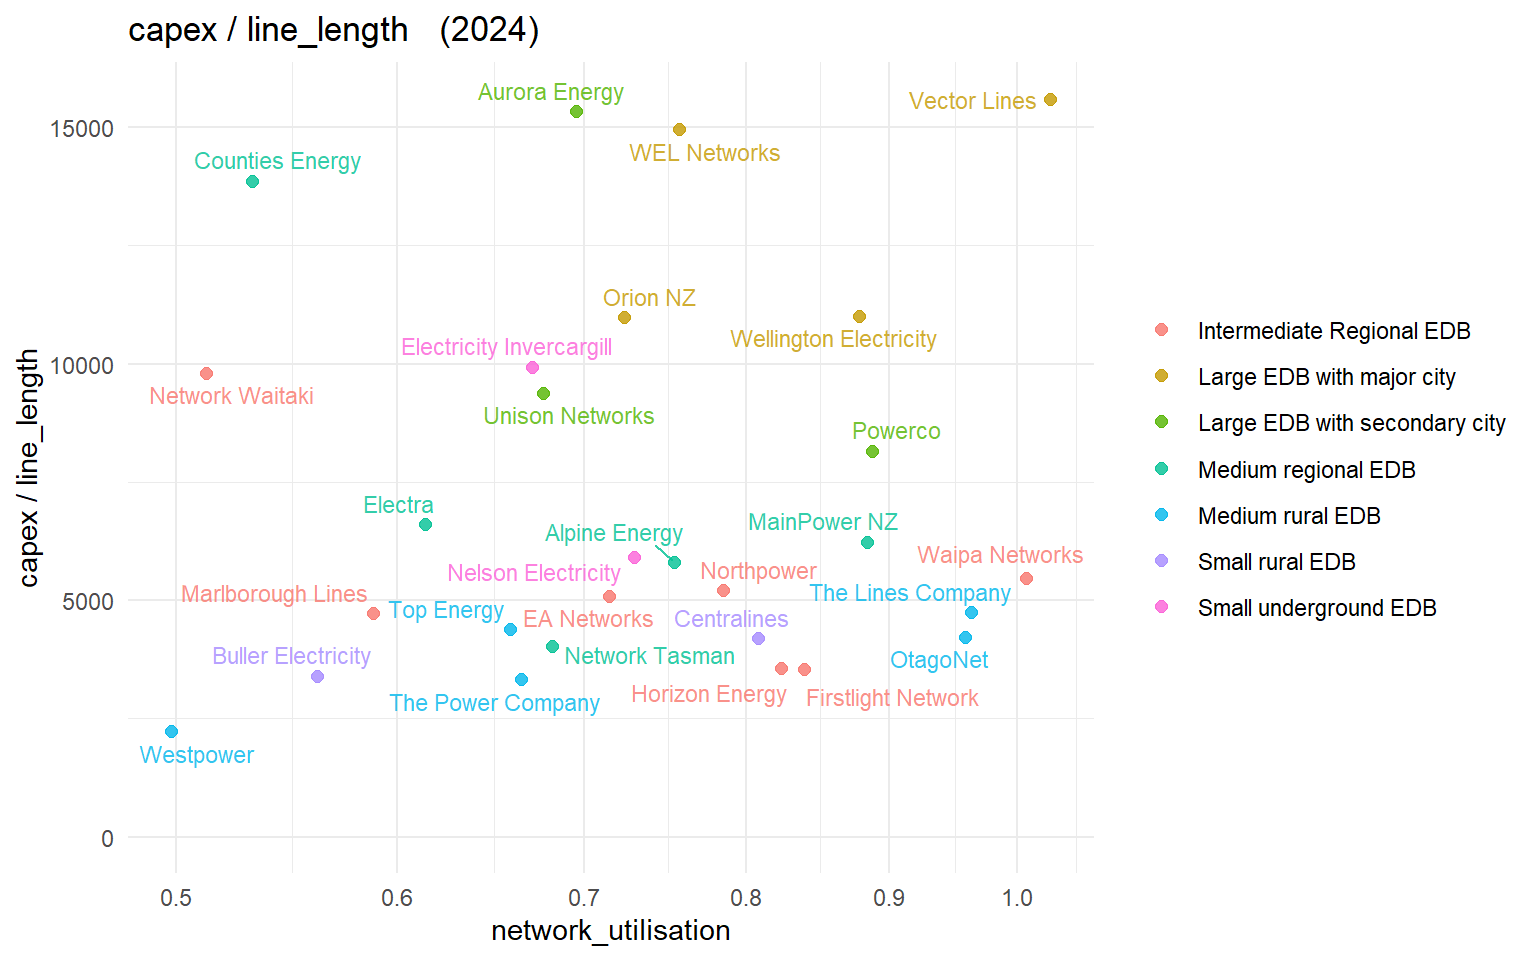 capex / line_length (2024)
Aurora Energy
Vector Lines
15000
WEL Networks
Counties Energy
Orion NZ
Wellington Electricity
Electricity Invercargill
10000
Network Waitaki
Unison Networks
Powerco
Electra
MainPower NZ
Alpine Energy
Waipa Networks
Nelson Electricity
Northpower
Marlborough Lines
The Lines Company
5000
Top Energy
EA Networks
Centralines
Buller Electricity
Network Tasman
OtagoNet
Horizon Energy
Firstlight Network
The Power Company
Westpower
0
capex / line_length
0.5 0.6 0.7 0.8 0.9 1.0
network_utilisation
Intermediate Regional EDB
Large EDB with major city
Large EDB with secondary city
Medium regional EDB
Medium rural EDB
Small rural EDB
Small underground EDB